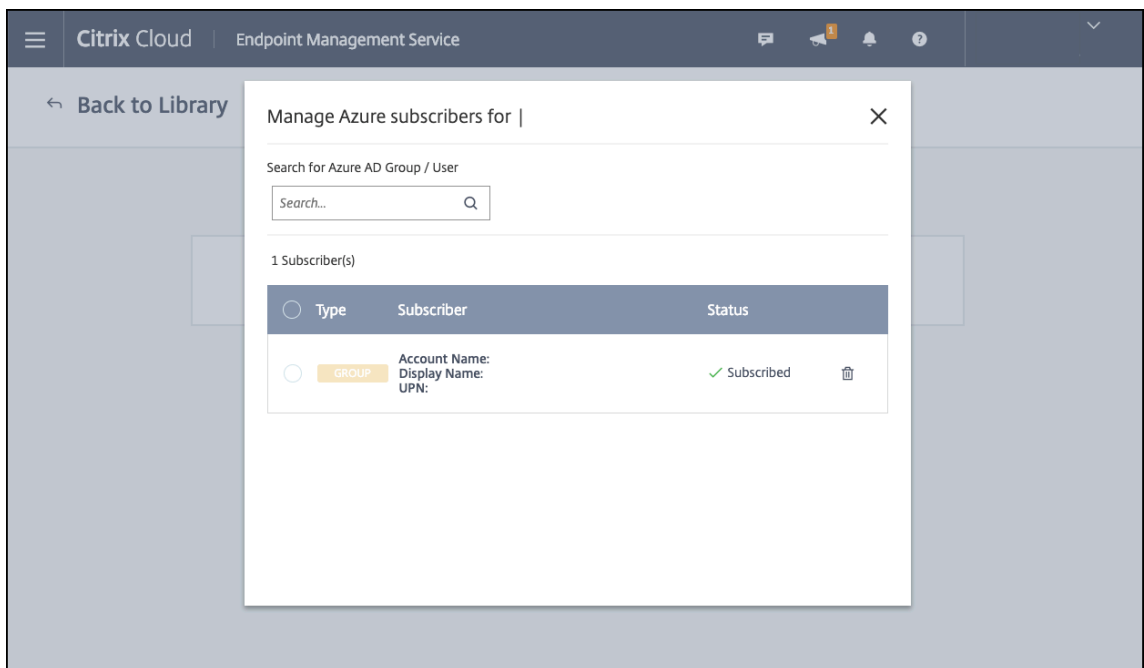 Citrix Cloud
Endpoint Management Service
1
Back to Library
Manage Azure subscribers for |
Search for Azure AD Group / User
Search...
1 Subscriber(s)
Type Subscriber Status
GROUP
Account Name:
Display Name:
UPN:
Subscribed